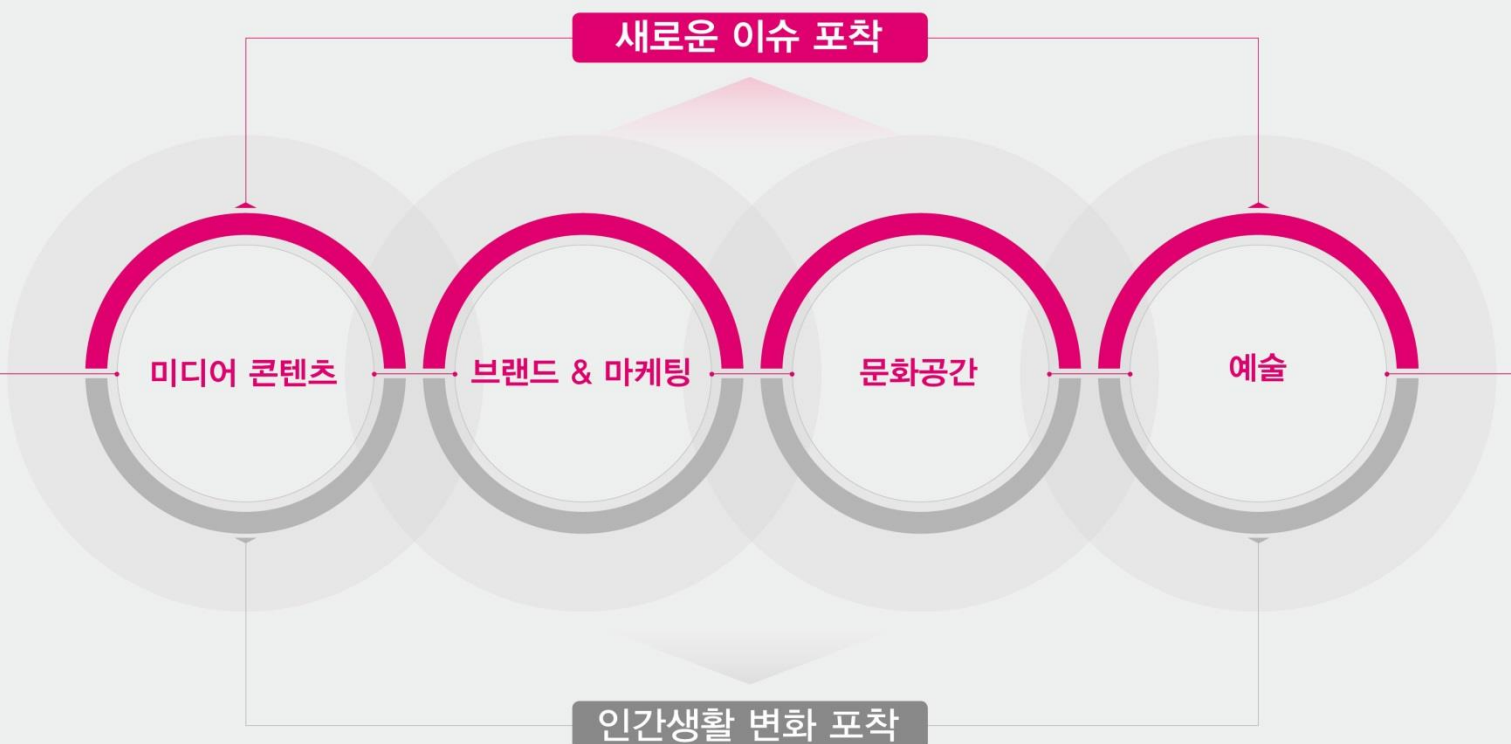 새로운 이슈 포착
미디어 콘텐츠
브랜드 & 마케팅
문화공간
예술
인간생활 변화 포착